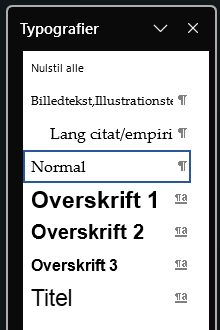 Typografier
Nulstil alle
Billedtekst,Illustrationste
Lang citat/empiri
Normal
Overskrift 1
Overskrift 2
Overskrift 3
Titel